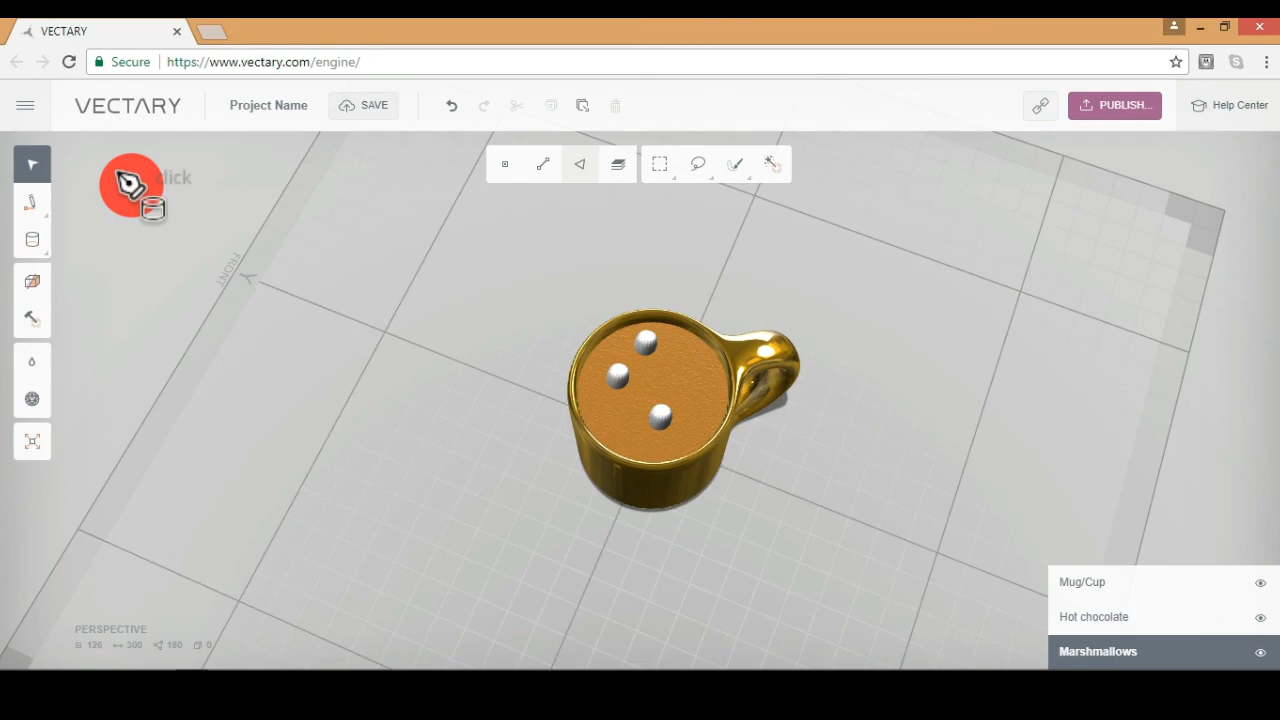 VECTARY
Secure https://www.vectary.com/engine/
VECTARY
Project Name
SAVE
PUBLISH...
Help Center
click
FRONT
Y
Mug/Cup
Hot chocolate
Marshmallows
PERSPECTIVE
126 300 180 0